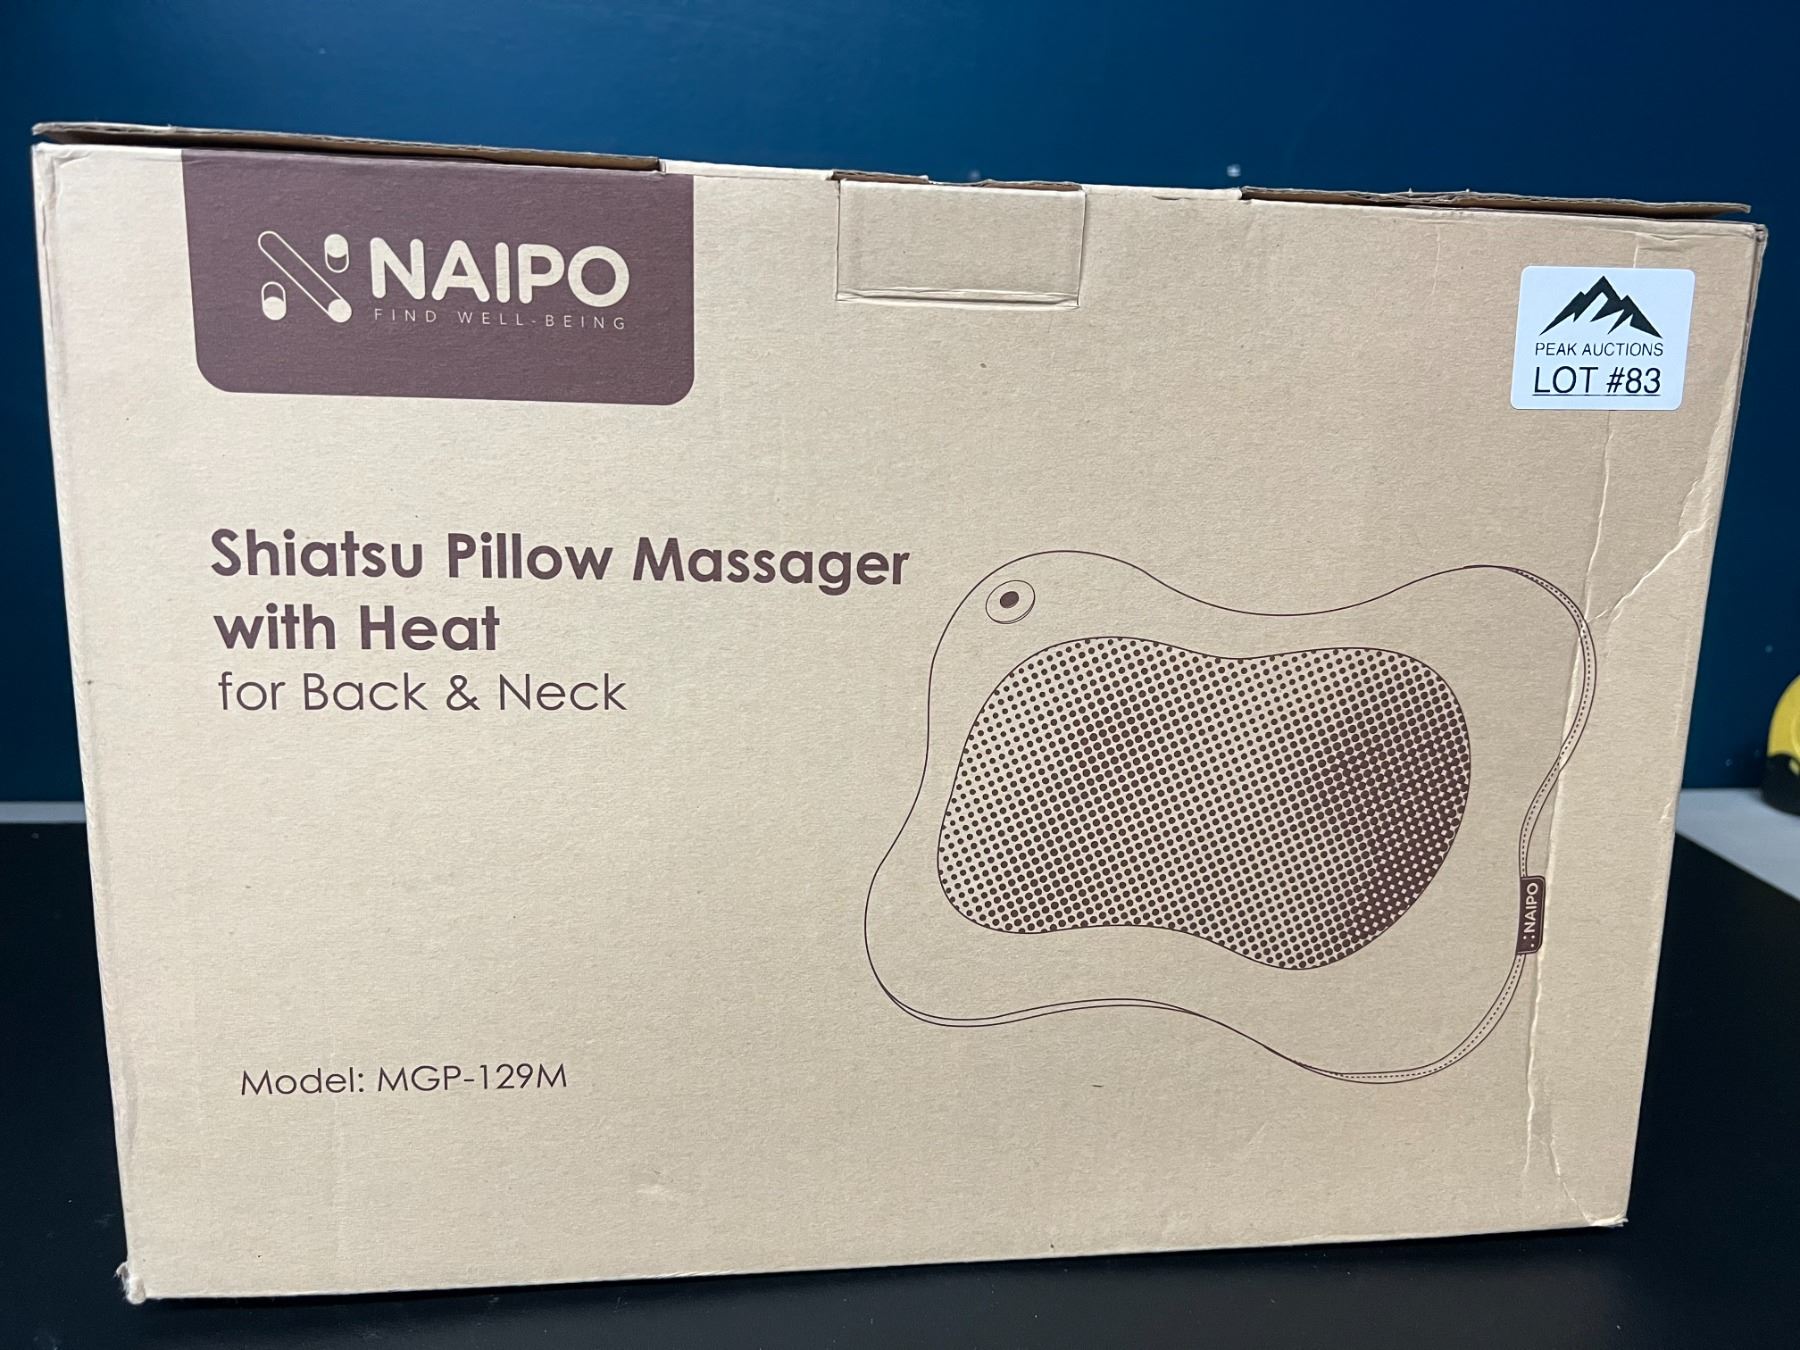 NAIPO
FIND WELL-BEING
PEAK AUCTIONS
LOT #83
Shiatsu Pillow Massager
with Heat
for Back & Neck
NAIPO
Model: MGP-129M